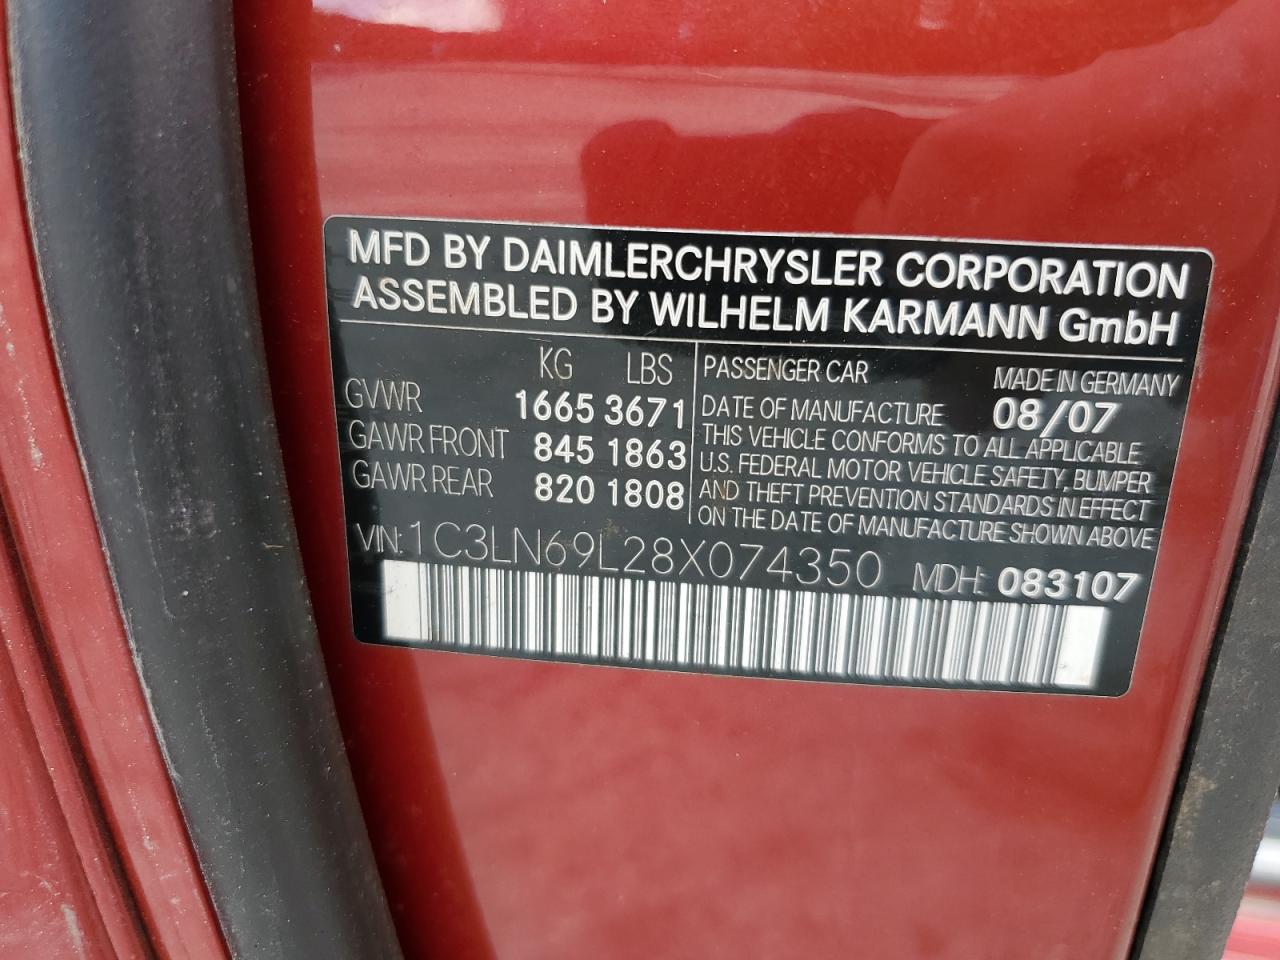 MFD BY DAIMLERCHRYSLER CORPORATION
ASSEMBLED BY WILHELM KARMANN GmbH
KG LBS
GVWR 1665 3671
GAWR FRONT 845 1863
GAWR REAR 820 1808
PASSENGER CAR MADE IN GERMANY
DATE OF MANUFACTURE 08/07
THIS VEHICLE CONFORMS TO ALL APPLICABLE
U.S. FEDERAL MOTOR VEHICLE SAFETY, BUMPER
AND THEFT PREVENTION STANDARDS IN EFFECT
ON THE DATE OF MANUFACTURE SHOWN ABOVE
VIN: 1C3LN69L28X074350 MDH: 083107